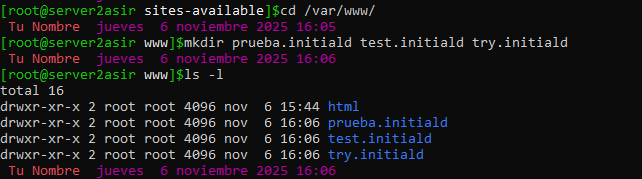 [root@server2asir sites-available]$cd /var/www/
Tu Nombre jueves 6 noviembre 2025 16:05
[root@server2asir www]$mkdir prueba.initiald test.initiald try.initiald
Tu Nombre jueves 6 noviembre 2025 16:06
[root@server2asir www]$ls -l
total 16
drwxr-xr-x 2 root root 4096 nov 6 15:44 html
drwxr-xr-x 2 root root 4096 nov 6 16:06 prueba.initiald
drwxr-xr-x 2 root root 4096 nov 6 16:06 test.initiald
drwxr-xr-x 2 root root 4096 nov 6 16:06 try.initiald
Tu Nombre jueves 6 noviembre 2025 16:06